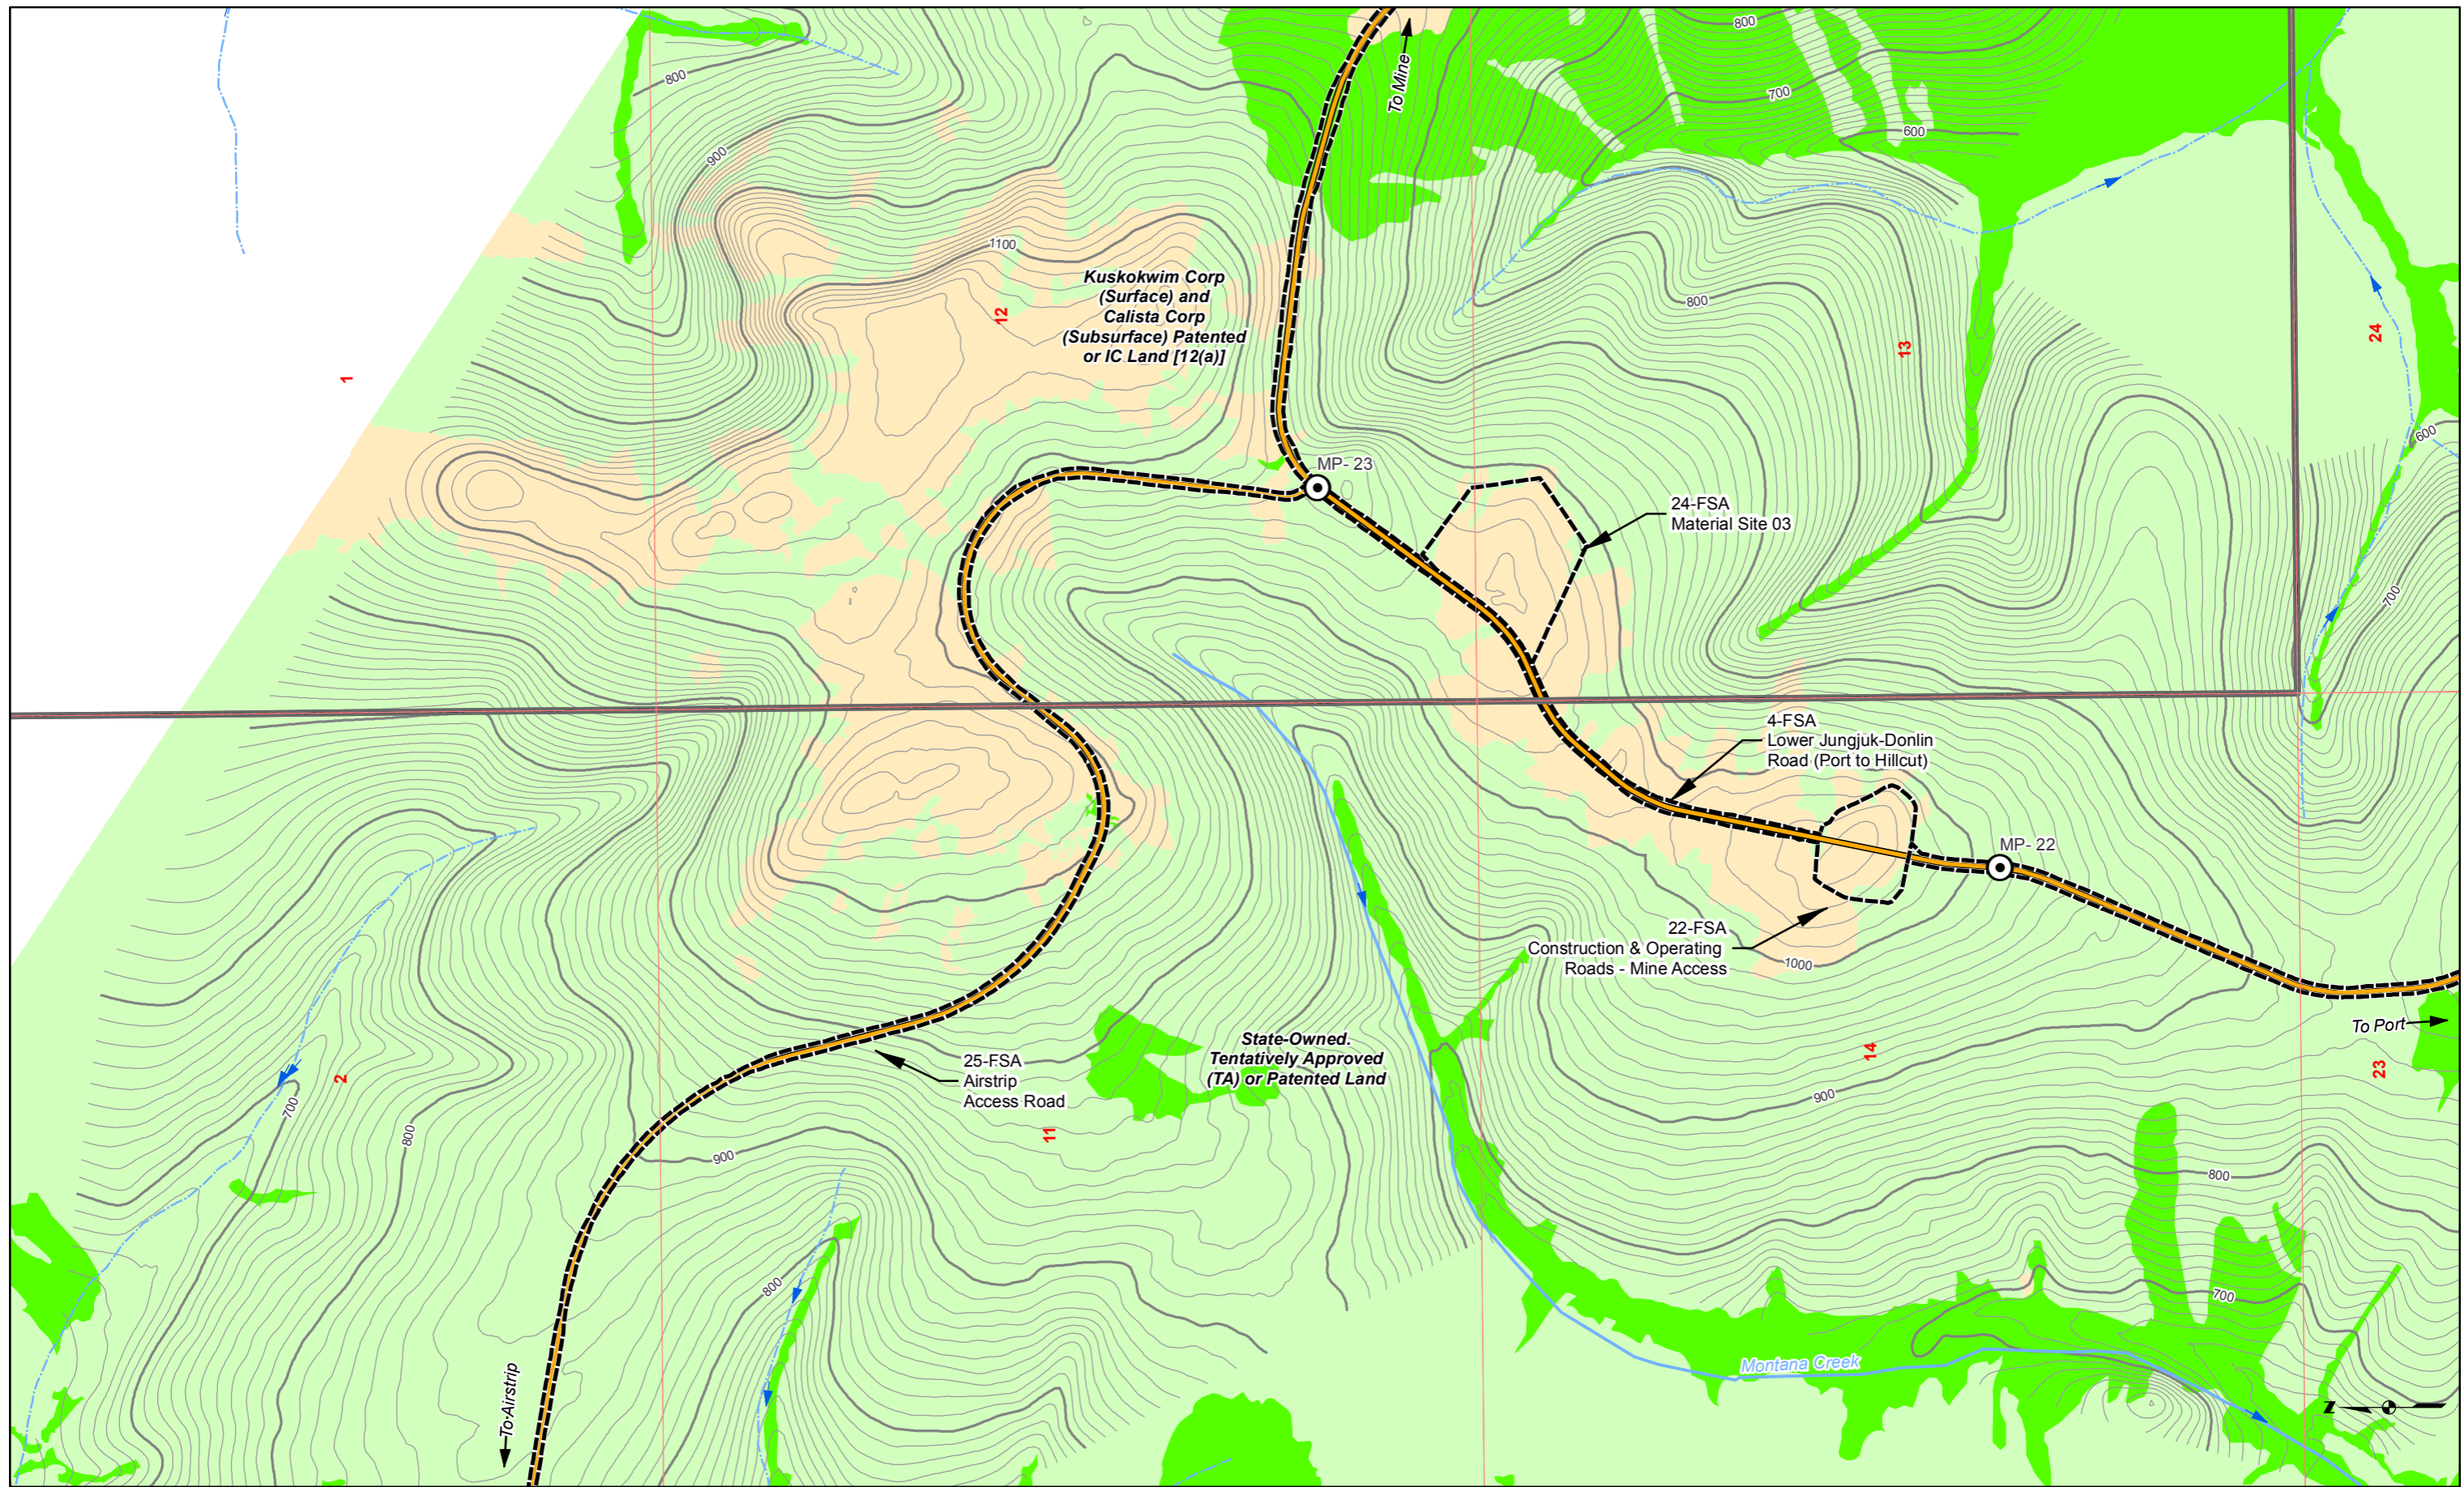 800
To Mine
800
700
600
900
1100
Kuskokwim Corp
(Surface) and
Calista Corp
(Subsurface) Patented
or IC Land [12(a)]
12
1
800
13
24
600
MP- 23
24-FSA
Material Site 03
700
4-FSA
Lower Jungjuk-Donlin
Road (Port to Hillcut)
MP- 22
22-FSA
Construction & Operating
Roads - Mine Access
1000
To Port
State-Owned.
Tentatively Approved
(TA) or Patented Land
25-FSA
Airstrip
Access Road
14
23
2
700
800
900
11
900
800
800
700
Montana Creek
To Airstrip
N